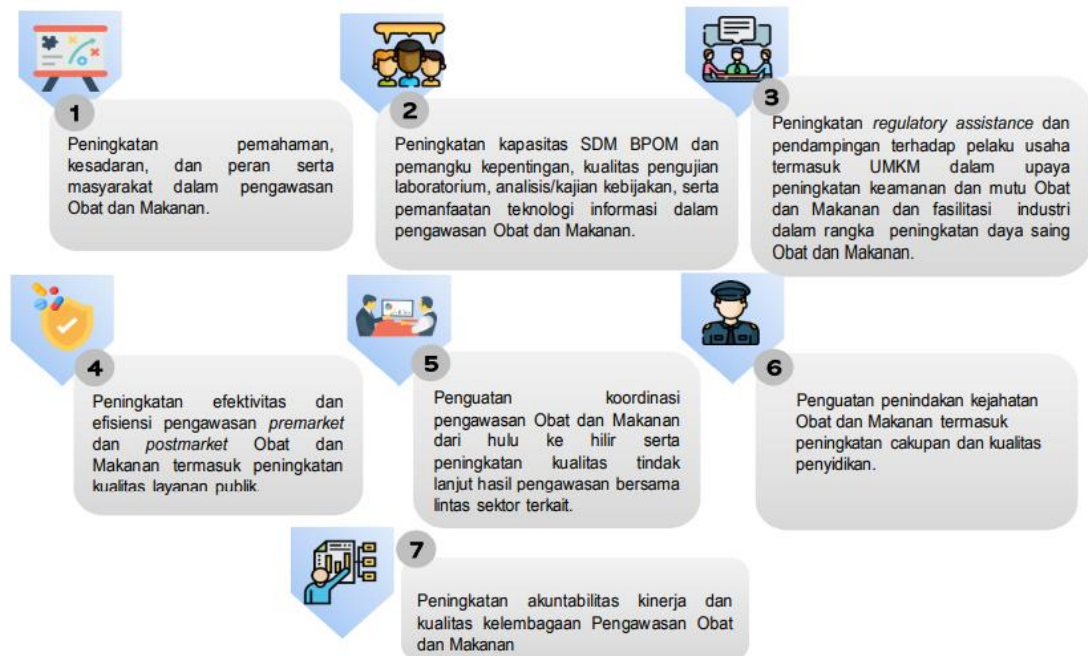 1
Peningkatan pemahaman,
kesadaran, dan peran serta
masyarakat dalam pengawasan
Obat dan Makanan.
2
Peningkatan kapasitas SDM BPOM dan
pemangku kepentingan, kualitas pengujian
laboratorium, analisis/kajian kebijakan, serta
pemanfaatan teknologi informasi dalam
pengawasan Obat dan Makanan.
3
Peningkatan regulatory assistance dan
pendampingan terhadap pelaku usaha
termasuk UMKM dalam upaya
peningkatan keamanan dan mutu Obat
dan Makanan dan fasilitasi industri
dalam rangka peningkatan daya saing
Obat dan Makanan.
4
Peningkatan efektivitas dan
efisiensi pengawasan premarket
dan postmarket Obat dan
Makanan termasuk peningkatan
kualitas layanan publik.
5
Penguatan koordinasi
pengawasan Obat dan Makanan
dari hulu ke hilir serta
peningkatan kualitas tindak
lanjut hasil pengawasan bersama
lintas sektor terkait.
6
Penguatan penindakan kejahatan
Obat dan Makanan termasuk
peningkatan cakupan dan kualitas
penyidikan.
7
Peningkatan akuntabilitas kinerja dan
kualitas kelembagaan Pengawasan Obat
dan Makanan